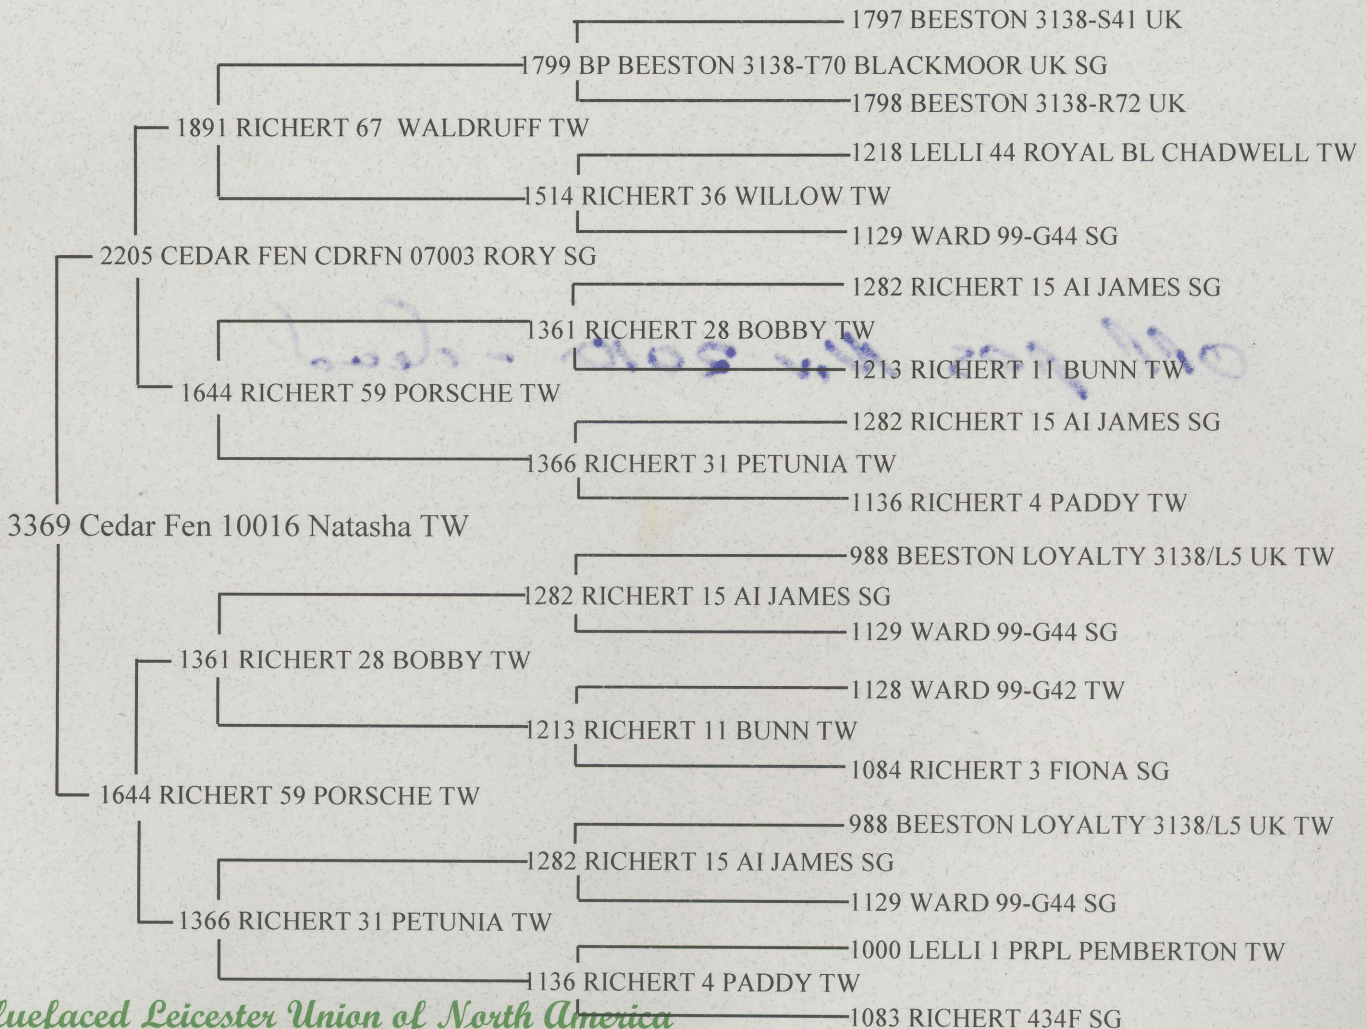 1797 BEESTON 3138-S41 UK
1799 BP BEESTON 3138-T70 BLACKMOOR UK SG
1798 BEESTON 3138-R72 UK
1891 RICHERT 67 WALDRUFF TW
1218 LELLI 44 ROYAL BL CHADWELL TW
1514 RICHERT 36 WILLOW TW
1129 WARD 99-G44 SG
2205 CEDAR FEN CDRFN 07003 RORY SG
1282 RICHERT 15 AI JAMES SG
1361 RICHERT 28 BOBBY TW
1213 RICHERT 11 BUNN TW
1644 RICHERT 59 PORSCHE TW
1282 RICHERT 15 AI JAMES SG
1366 RICHERT 31 PETUNIA TW
1136 RICHERT 4 PADDY TW
3369 Cedar Fen 10016 Natasha TW
988 BEESTON LOYALTY 3138/L5 UK TW
1282 RICHERT 15 AI JAMES SG
1129 WARD 99-G44 SG
1361 RICHERT 28 BOBBY TW
1128 WARD 99-G42 TW
1213 RICHERT 11 BUNN TW
1084 RICHERT 3 FIONA SG
1644 RICHERT 59 PORSCHE TW
988 BEESTON LOYALTY 3138/L5 UK TW
1282 RICHERT 15 AI JAMES SG
1129 WARD 99-G44 SG
1366 RICHERT 31 PETUNIA TW
1000 LELLI 1 PRPL PEMBERTON TW
1136 RICHERT 4 PADDY TW
luefaced Leicester Union of North America
1083 RICHERT 434F SG